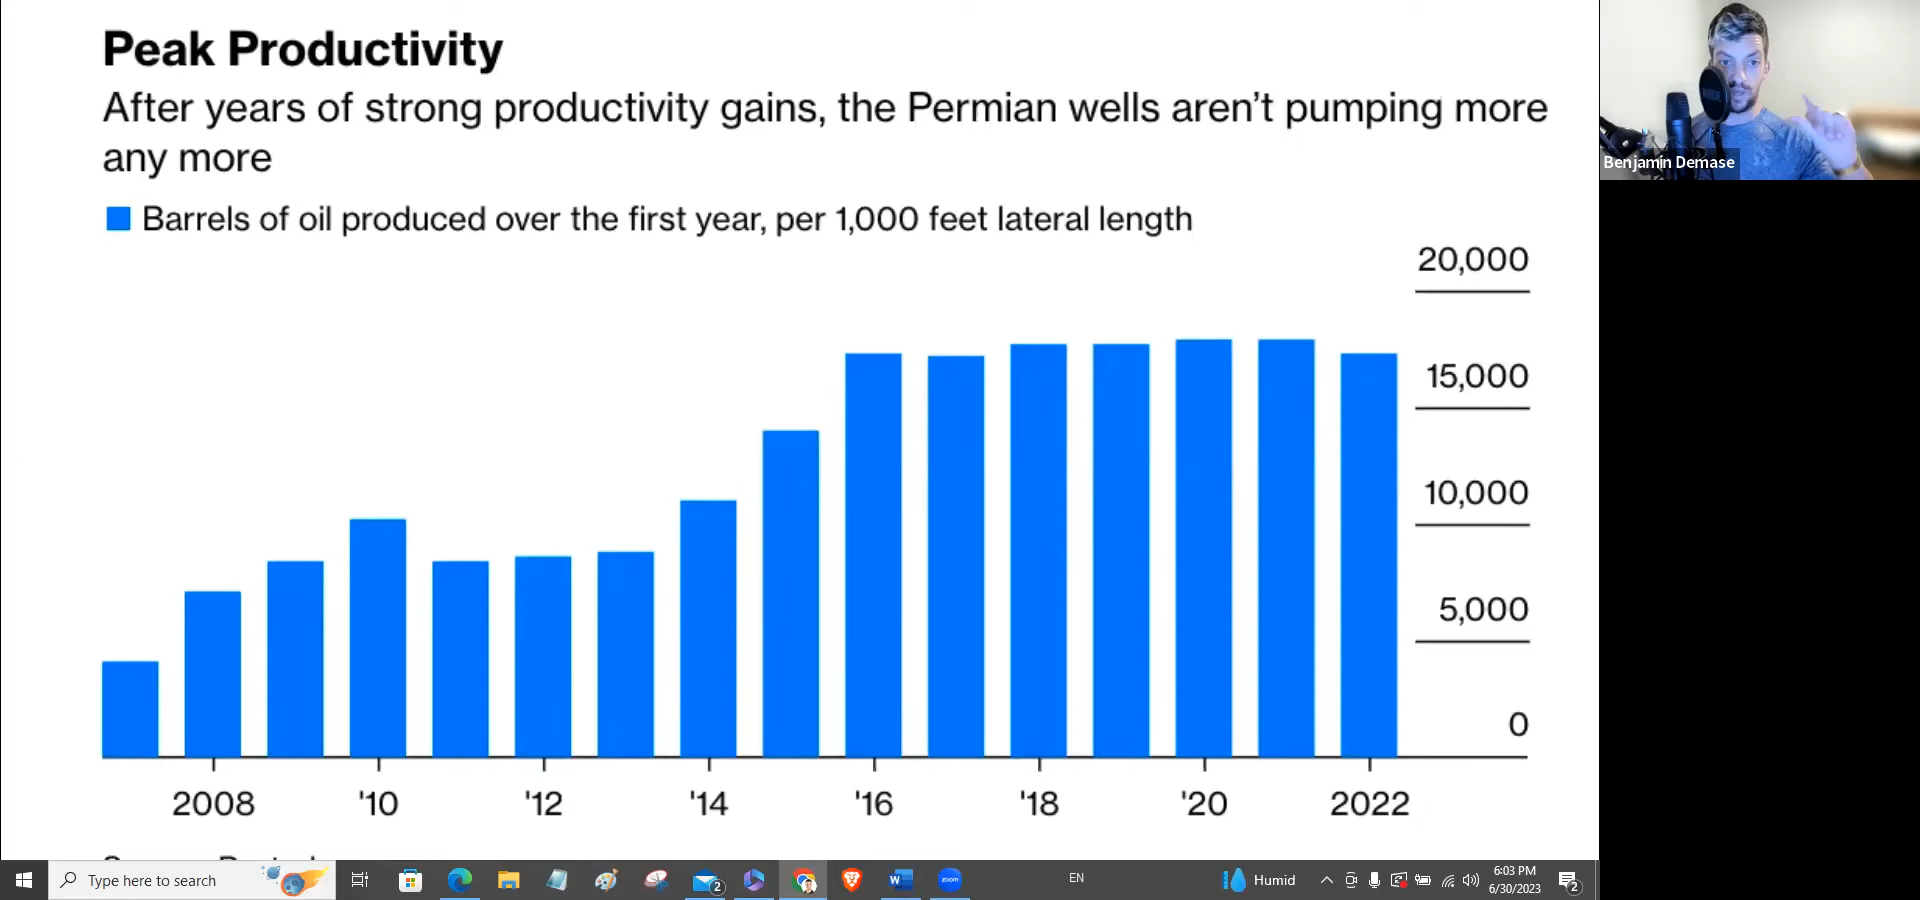 Peak Productivity
After years of strong productivity gains, the Permian wells aren't pumping more
any more
Barrels of oil produced over the first year, per 1,000 feet lateral length
20,000
15,000
10,000
5,000
0
2008 '10 '12 '14 '16 '18 '20 2022
Benjamin Demase
Type here to search
2
W
zoom
EN
Humid
6:03 PM
6/30/2023
2